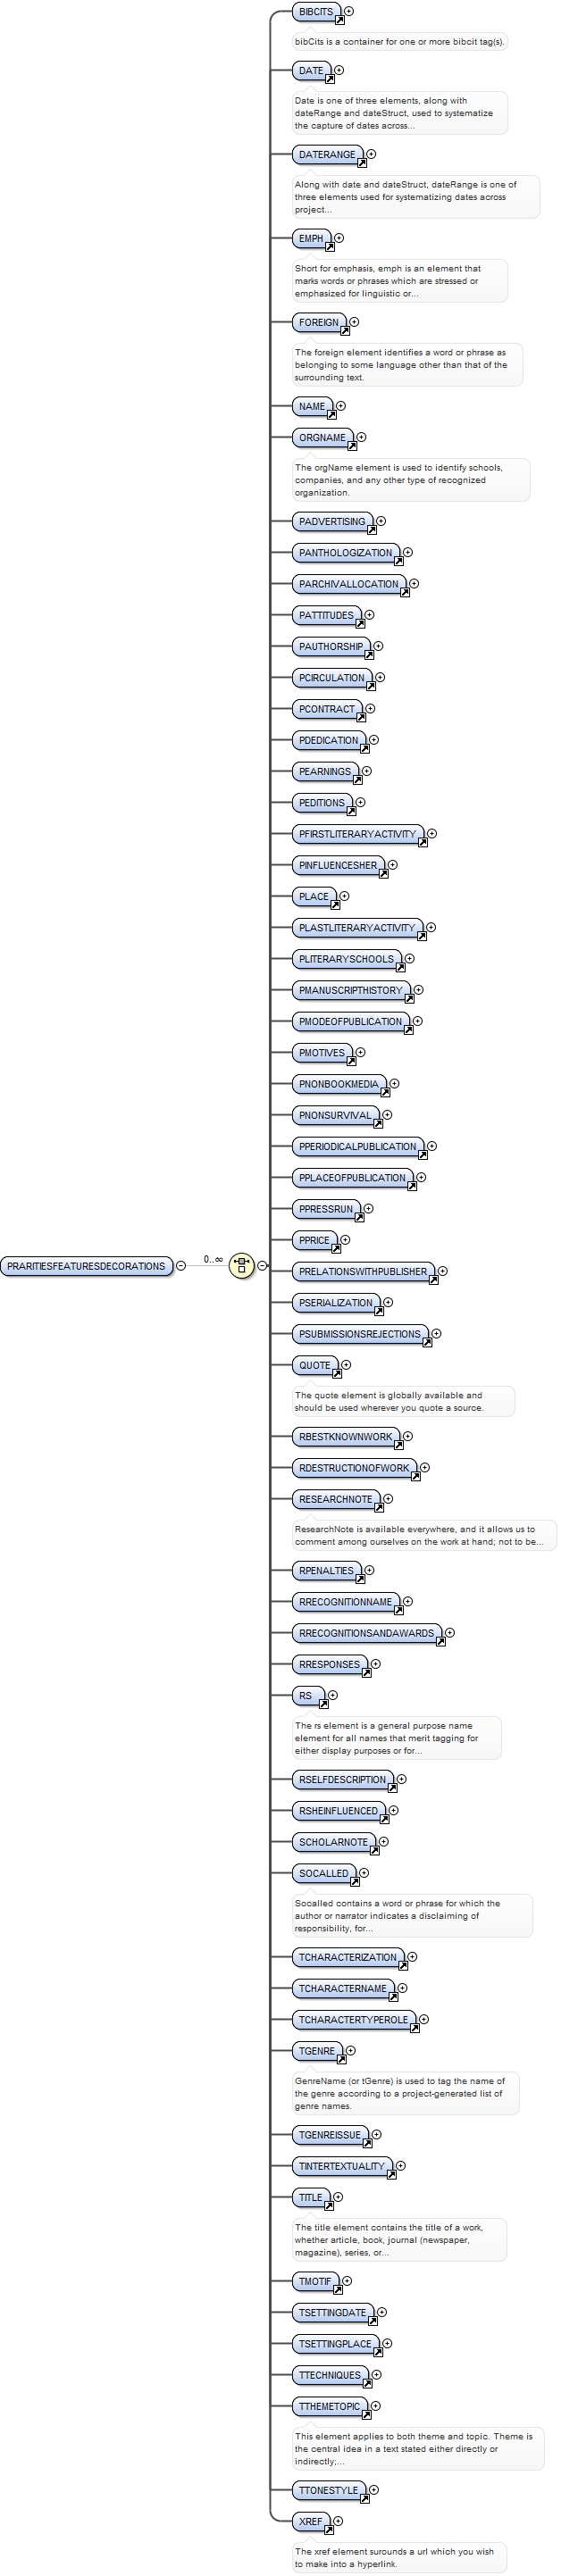 BIBCITS
bibCits is a container for one or more bibcit tag(s).
DATE
Date is one of three elements, along with
dateRange and dateStruct, used to systematize
the capture of dates across...
DATERANGE
Along with date and dateStruct, dateRange is one of
three elements used for systematizing dates across
project...
EMPH
Short for emphasis, emph is an element that
marks words or phrases which are stressed or
emphasized for linguistic or...
FOREIGN
The foreign element identifies a word or phrase as
belonging to some language other than that of the
surrounding text.
NAME
ORGNAME
The orgName element is used to identify schools,
companies, and any other type of recognized
organization.
PADVERTISING
PANTHOLOGIZATION
PARCHIVALLOCATION
PATTITUDES
PAUTHORSHIP
PCIRCULATION
PCONTRACT
PDEDICATION
PEARNINGS
PEDITIONS
PFIRSTLITERARYACTIVITY
PINFLUENCESHER
PLACE
PLASTLITERARYACTIVITY
PLITERARYSCHOOLS
PMANUSCRIPTHISTORY
PMODEOFPUBLICATION
PMOTIVES
PNONBOOKMEDIA
PNONSURVIVAL
PPERIODICALPUBLICATION
PPLACEOFPUBLICATION
PPRESSRUN
PPRICE
PRARITIESFEATURESDECORATIONS
0..∞
PRELATIONSWITHPUBLISHER
PSERIALIZATION
PSUBMISSIONSREJECTIONS
QUOTE
The quote element is globally available and
should be used wherever you quote a source.
RBESTKNOWNWORK
RDESTRUCTIONOFWORK
RESEARCHNOTE
ResearchNote is available everywhere, and it allows us to
comment among ourselves on the work at hand; not to be...
RPENALTIES
RRECOGNITIONNAME
RRECOGNITIONSANDAWARDS
RRESPONSES
RS
The rs element is a general purpose name
element for all names that merit tagging for
either display purposes or for...
RSELFDESCRIPTION
RSHEINFLUENCED
SCHOLARNOTE
SOCALLED
Socalled contains a word or phrase for which the
author or narrator indicates a disclaiming of
responsibility, for...
TCHARACTERIZATION
TCHARACTERNAME
TCHARACTERTYPEROLE
TGENRE
GenreName (or tGenre) is used to tag the name of
the genre according to a project-generated list of
genre names.
TGENREISSUE
TINTERTEXTUALITY
TITLE
The title element contains the title of a work,
whether article, book, journal (newspaper,
magazine), series, or...
TMOTIF
TSETTINGDATE
TSETTINGPLACE
TTECHNIQUES
TTHEMETOPIC
This element applies to both theme and topic. Theme is
the central idea in a text stated either directly or
indirectly;...
TTONESTYLE
XREF
The xref element surounds a url which you wish
to make into a hyperlink.